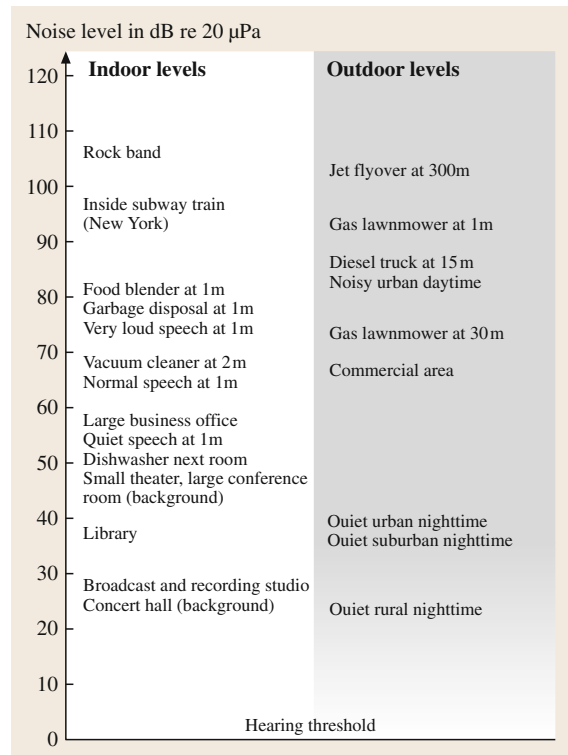 Noise level in dB re 20 µPa
Indoor levels
Outdoor levels
120
110
100
90
80
70
60
50
40
30
20
10
0
Rock band
Inside subway train
(New York)
Food blender at 1m
Garbage disposal at 1m
Very loud speech at 1m
Vacuum cleaner at 2m
Normal speech at 1m
Large business office
Quiet speech at 1m
Dishwasher next room
Small theater, large conference
room (background)
Library
Broadcast and recording studio
Concert hall (background)
Jet flyover at 300m
Gas lawnmower at 1m
Diesel truck at 15m
Noisy urban daytime
Gas lawnmower at 30m
Commercial area
Ouiet urban nighttime
Ouiet suburban nighttime
Ouiet rural nighttime
Hearing threshold